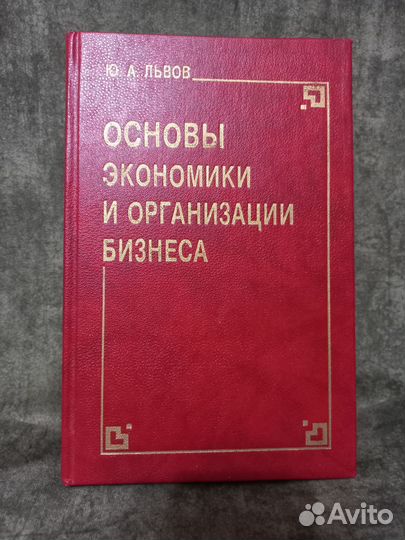 Ю. А. ЛЬВОВ
ОСНОВЫ
ЭКОНОМИКИ
И ОРГАНИЗАЦИИ
БИЗНЕСА
Avito